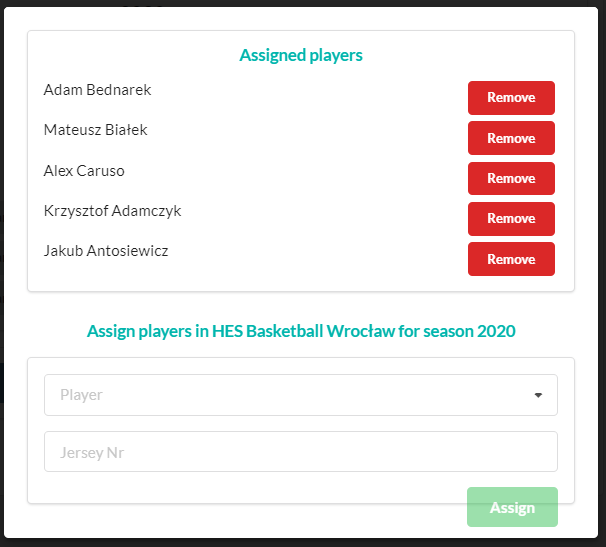 Assigned players
Adam Bednarek Remove
Mateusz Białek Remove
Alex Caruso Remove
Krzysztof Adamczyk Remove
Jakub Antosiewicz Remove
Assign players in HES Basketball Wrocław for season 2020
Player
Jersey Nr
Assign